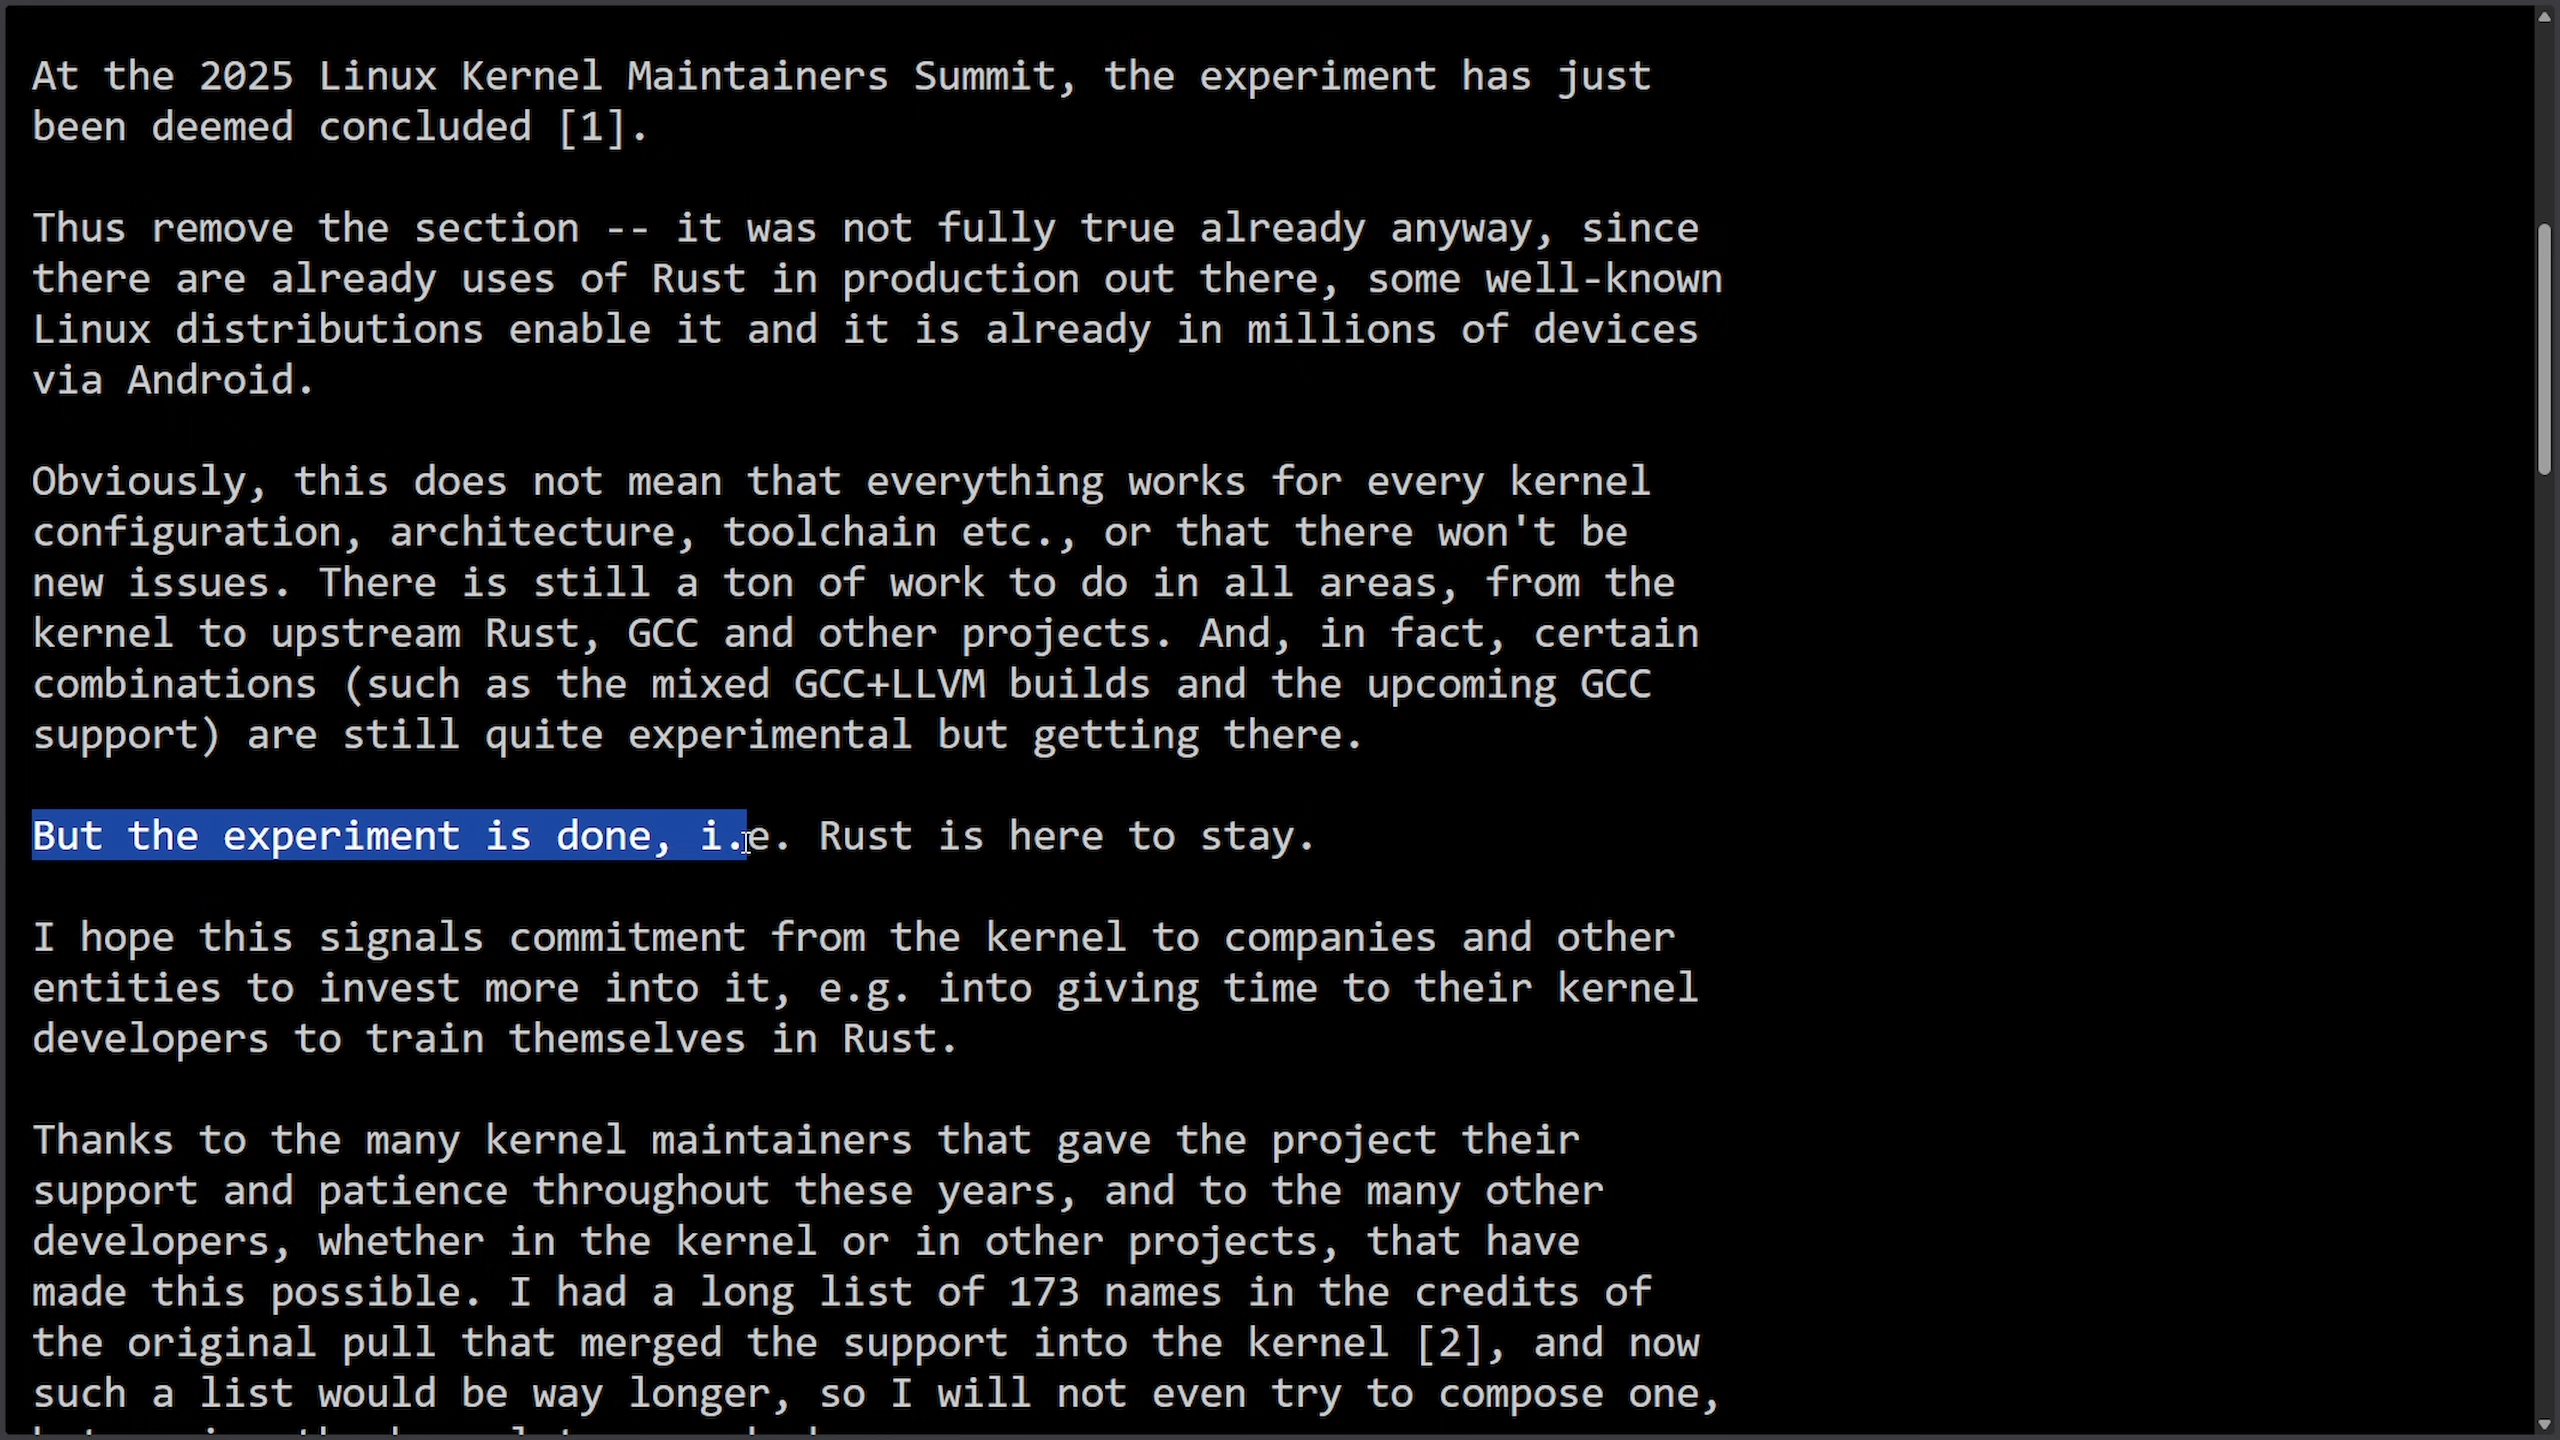 At the 2025 Linux Kernel Maintainers Summit, the experiment has just
been deemed concluded [1].
Thus remove the section -- it was not fully true already anyway, since
there are already uses of Rust in production out there, some well-known
Linux distributions enable it and it is already in millions of devices
via Android.
Obviously, this does not mean that everything works for every kernel
configuration, architecture, toolchain etc., or that there won't be
new issues. There is still a ton of work to do in all areas, from the
kernel to upstream Rust, GCC and other projects. And, in fact, certain
combinations (such as the mixed GCC+LLVM builds and the upcoming GCC
support) are still quite experimental but getting there.
But the experiment is done, i.e. Rust is here to stay.
I hope this signals commitment from the kernel to companies and other
entities to invest more into it, e.g. into giving time to their kernel
developers to train themselves in Rust.
Thanks to the many kernel maintainers that gave the project their
support and patience throughout these years, and to the many other
developers, whether in the kernel or in other projects, that have
made this possible. I had a long list of 173 names in the credits of
the original pull that merged the support into the kernel [2], and now
such a list would be way longer, so I will not even try to compose one,